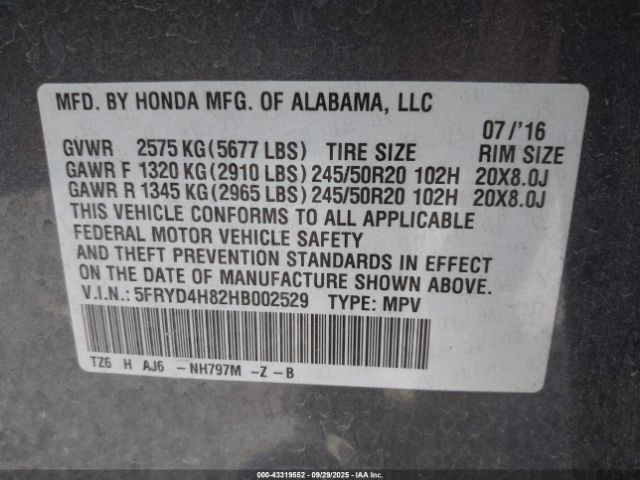 MFD. BY HONDA MFG. OF ALABAMA, LLC
07/'16
GVWR 2575 KG(5677 LBS) TIRE SIZE RIM SIZE
GAWR F 1320 KG(2910 LBS) 245/50R20 102H 20X8.0J
GAWR R 1345 KG(2965 LBS) 245/50R20 102H 20X8.0J
THIS VEHICLE CONFORMS TO ALL APPLICABLE
FEDERAL MOTOR VEHICLE SAFETY
AND THEFT PREVENTION STANDARDS IN EFFECT
ON THE DATE OF MANUFACTURE SHOWN ABOVE.
V.I.N.: 5FRYD4H82HB002529 TYPE: MPV
TZ6 H AJ6 -NH797M -Z-B
000-43319552 - 09/29/2025 - IAA Inc.